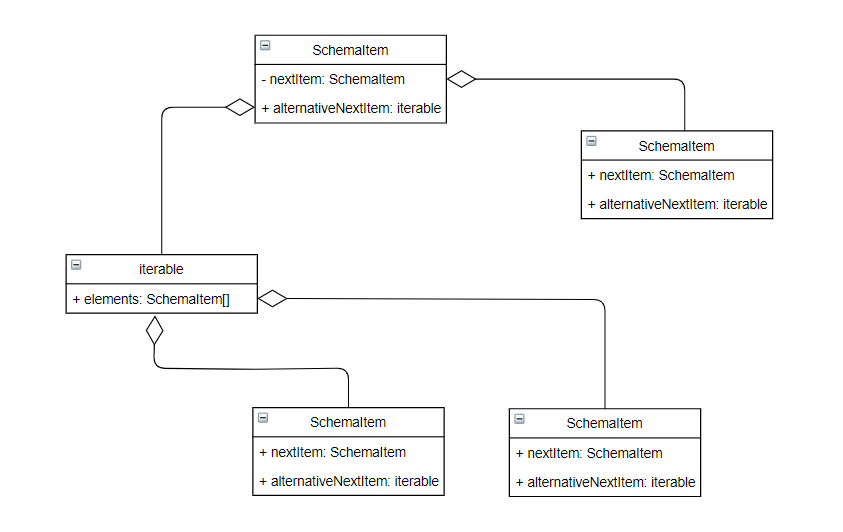 SchemaItem
- nextItem: SchemaItem
+ alternativeNextItem: iterable
SchemaItem
+ nextItem: SchemaItem
+ alternativeNextItem: iterable
iterable
+ elements: SchemaItem[]
SchemaItem
+ nextItem: SchemaItem
+ alternativeNextItem: iterable
SchemaItem
+ nextItem: SchemaItem
+ alternativeNextItem: iterable